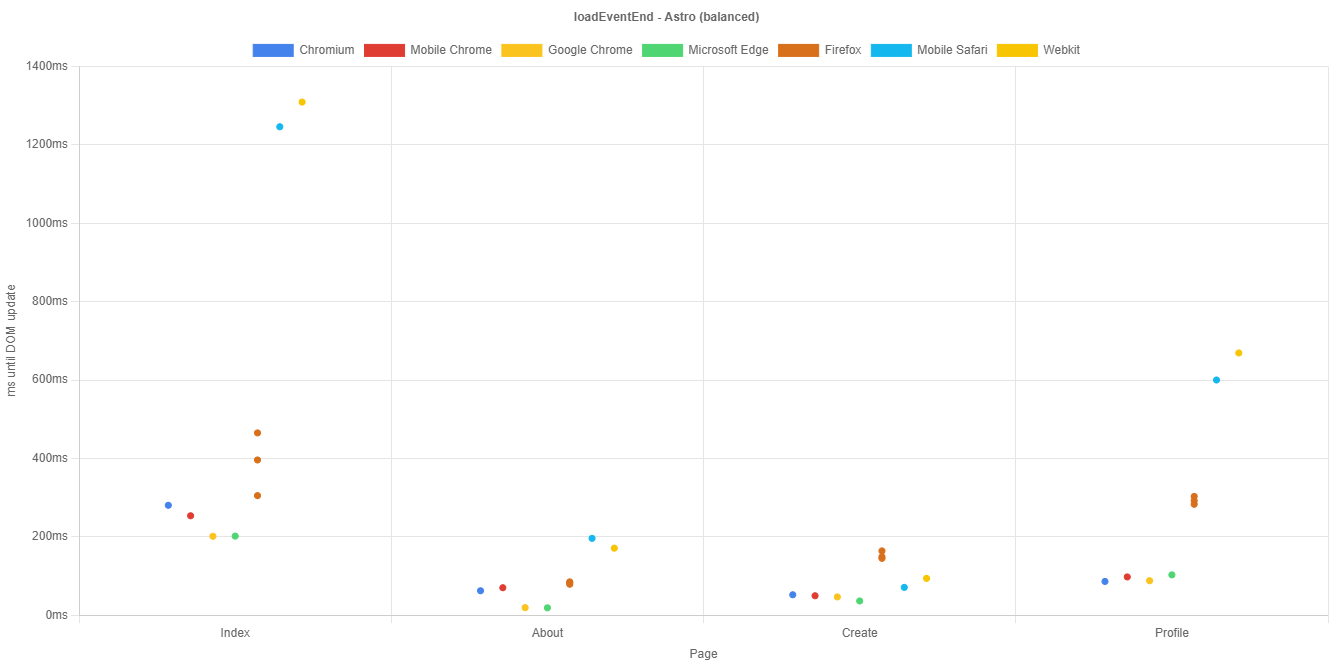 loadEventEnd - Astro (balanced)
Chromium Mobile Chrome Google Chrome Microsoft Edge Firefox Mobile Safari Webkit
1400ms
1200ms
1000ms
800ms
600ms
400ms
200ms
0ms
ms until DOM update
Index About Create Profile
Page